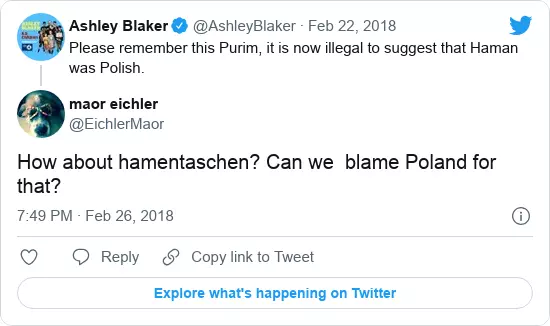 Ashley Blaker @AshleyBlaker · Feb 22, 2018
Please remember this Purim, it is now illegal to suggest that Haman
was Polish.
maor eichler
@EichlerMaor
How about hamentaschen? Can we  blame Poland for
that?
7:49 PM · Feb 26, 2018
Reply Copy link to Tweet
Explore what's happening on Twitter